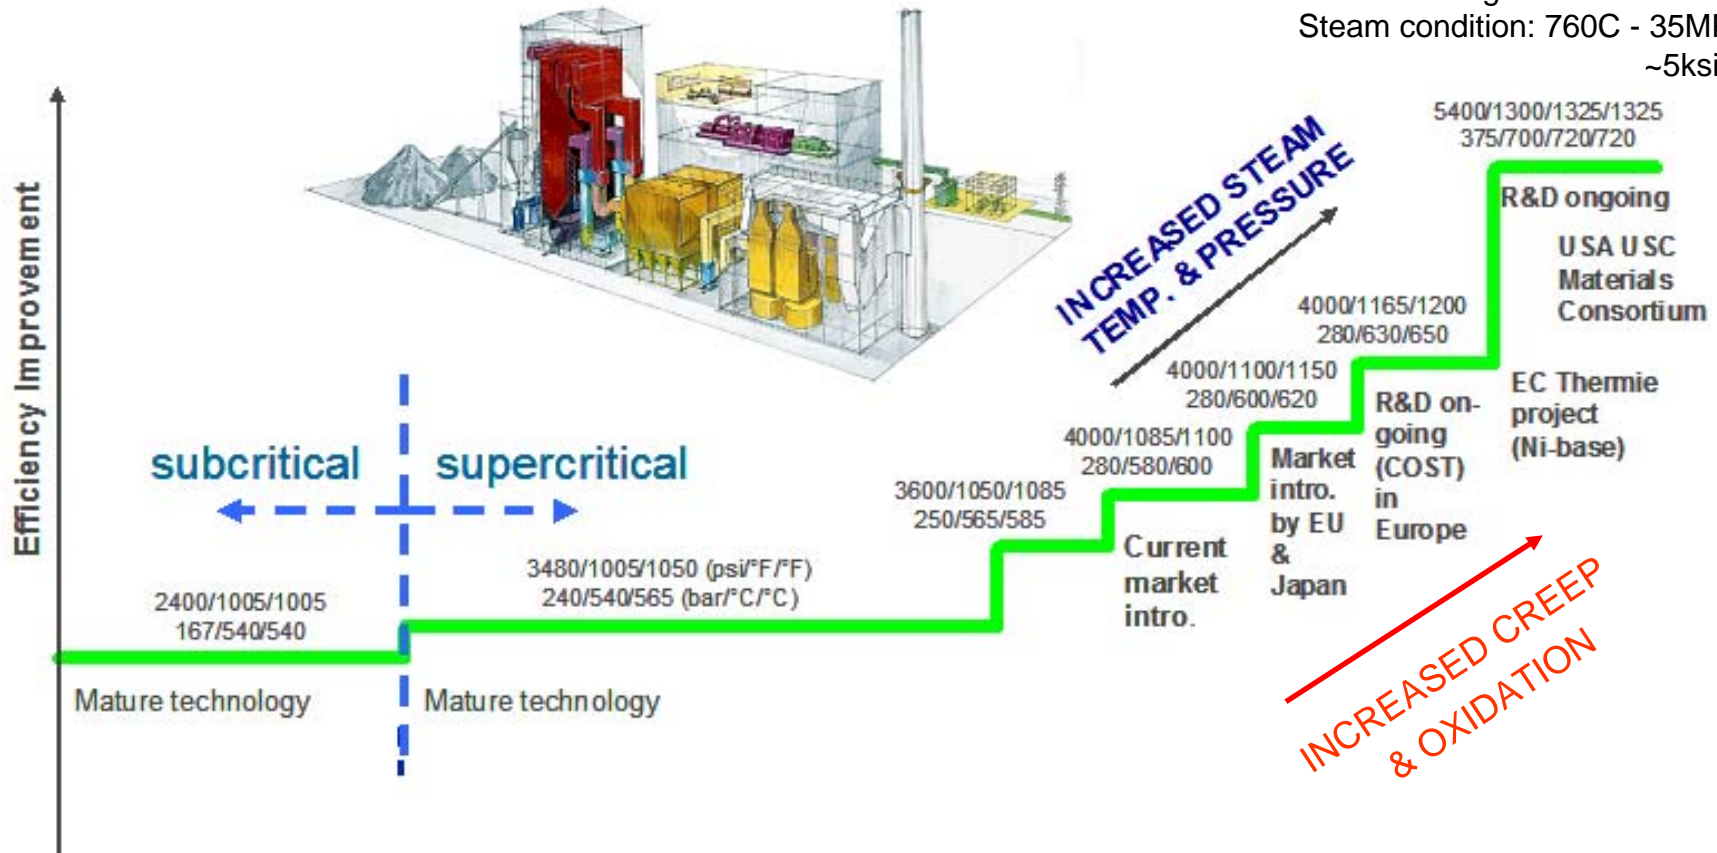 Steam condition: 760C - 35M
~5ksi
5400/1300/1325/1325
375/700/720/720
R&D ongoing
USA USC
Materials
Consortium
INCREASED STEAM
TEMP. & PRESSURE
4000/1165/1200
280/630/650
EC Thermie
project
(Ni-base)
4000/1100/1150
280/600/620
R&D on-
going
(COST)
in
Europe
4000/1085/1100
280/580/600
Market
intro.
by EU
&
Japan
3600/1050/1085
250/565/585
Current
market
intro.
Efficiency Improvement
subcritical
supercritical
3480/1005/1050 (psi/°F/°F)
240/540/565 (bar/°C/°C)
2400/1005/1005
167/540/540
Mature technology
Mature technology
INCREASED CREEP
& OXIDATION